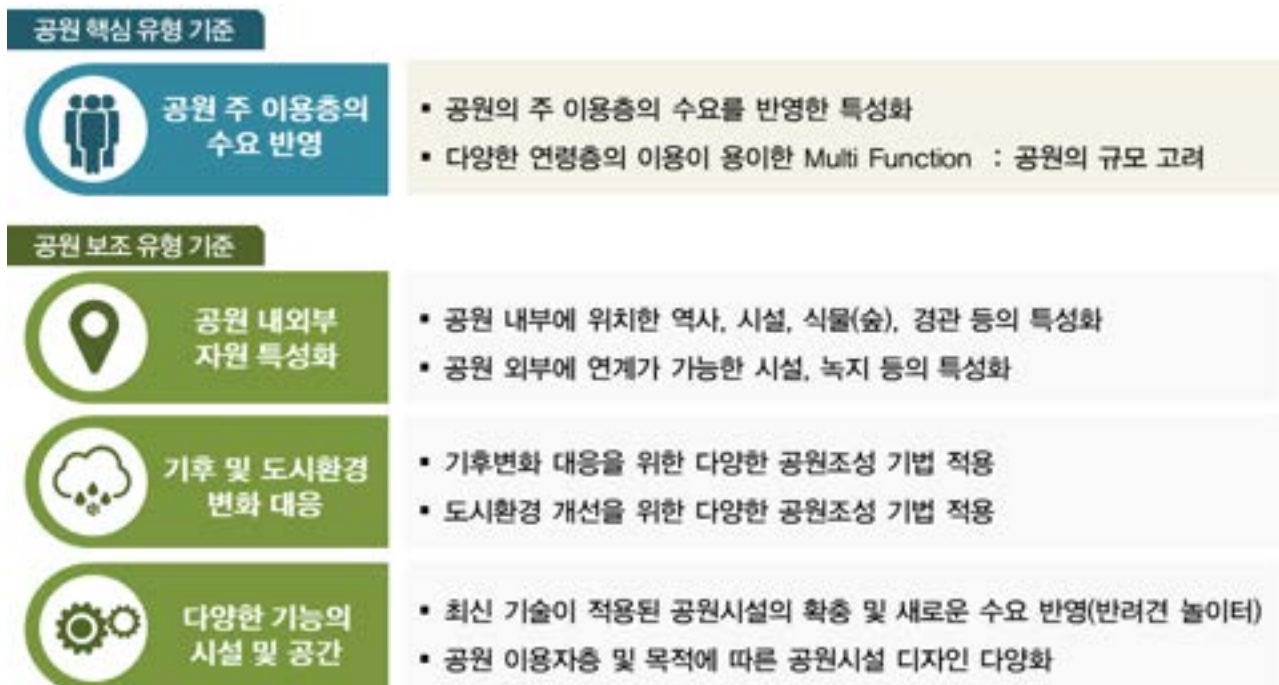 공원 핵심 유형 기준
공원 주 이용층의
수요 반영
▪ 공원의 주 이용층의 수요를 반영한 특성화
▪ 다양한 연령층의 이용이 용이한 Multi Function : 공원의 규모 고려
공원 보조 유형 기준
공원 내외부
자원 특성화
▪ 공원 내부에 위치한 역사, 시설, 식물(숲), 경관 등의 특성화
▪ 공원 외부에 연계가 가능한 시설, 녹지 등의 특성화
기후 및 도시환경
변화 대응
▪ 기후변화 대응을 위한 다양한 공원조성 기법 적용
▪ 도시환경 개선을 위한 다양한 공원조성 기법 적용
다양한 기능의
시설 및 공간
▪ 최신 기술이 적용된 공원시설의 확충 및 새로운 수요 반영(반려견 놀이터)
▪ 공원 이용자층 및 목적에 따른 공원시설 디자인 다양화